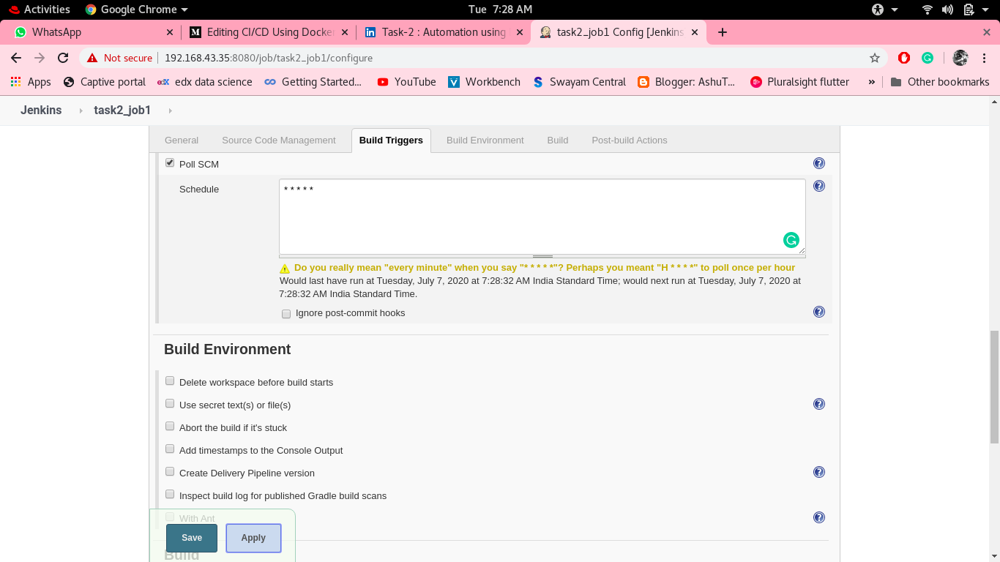 Activities Google Chrome Tue 7:28 AM
WhatsApp Editing CI/CD Using Docke Task-2 : Automation using task2_job1 Config [Jenkins
Not secure 192.168.43.35:8080/job/task2_job1/configure
Apps Captive portal edx data science Getting Started... YouTube Workbench Swayam Central Blogger: AshuT... Pluralsight flutter » Other bookmarks
Jenkins task2_job1
General Source Code Management Build Triggers Build Environment Build Post-build Actions
Poll SCM
Schedule * * * * *
Do you really mean "every minute" when you say "* * * * *"? Perhaps you meant "H * * * *" to poll once per hour
Would last have run at Tuesday, July 7, 2020 at 7:28:32 AM India Standard Time; would next run at Tuesday, July 7, 2020 at
7:28:32 AM India Standard Time.
Ignore post-commit hooks
Build Environment
Delete workspace before build starts
Use secret text(s) or file(s)
Abort the build if it's stuck
Add timestamps to the Console Output
Create Delivery Pipeline version
Inspect build log for published Gradle build scans
With Ant
Save Apply
Build